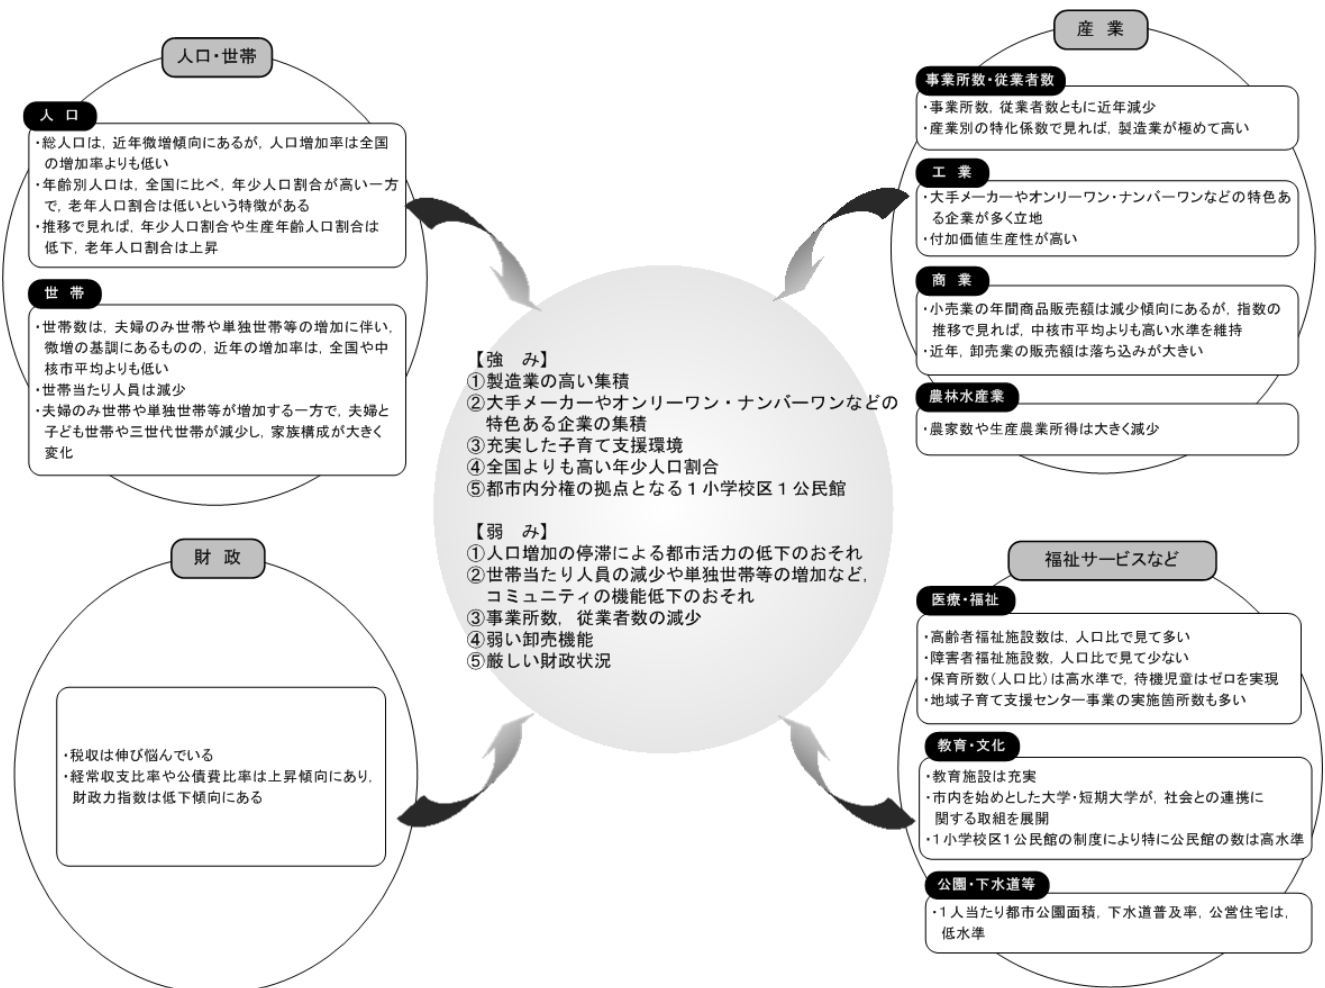 人口・世帯
人 口
・総人口は，近年微増傾向にあるが，人口増加率は全国
の増加率よりも低い
・年齢別人口は，全国に比べ，年少人口割合が高い一方
で，老年人口割合は低いという特徴がある
・推移で見れば，年少人口割合や生産年齢人口割合は
低下，老年人口割合は上昇
世 帯
・世帯数は，夫婦のみ世帯や単独世帯等の増加に伴い，
微増の基調にあるものの，近年の増加率は，全国や中
核市平均よりも低い
・世帯当たり人員は減少
・夫婦のみ世帯や単独世帯等が増加する一方で，夫婦と
子ども世帯や三世代世帯が減少し，家族構成が大きく
変化
産 業
事業所数・従業者数
・事業所数，従業者数ともに近年減少
・産業別の特化係数で見れば，製造業が極めて高い
工 業
・大手メーカーやオンリーワン・ナンバーワンなどの特色あ
る企業が多く立地
・付加価値生産性が高い
商 業
・小売業の年間商品販売額は減少傾向にあるが，指数の
推移で見れば，中核市平均よりも高い水準を維持
・近年，卸売業の販売額は落ち込みが大きい
農林水産業
・農家数や生産農業所得は大きく減少
【強　み】
①製造業の高い集積
②大手メーカーやオンリーワン・ナンバーワンなどの
特色ある企業の集積
③充実した子育て支援環境
④全国よりも高い年少人口割合
⑤都市内分権の拠点となる１小学校区１公民館
【弱　み】
①人口増加の停滞による都市活力の低下のおそれ
②世帯当たり人員の減少や単独世帯等の増加など，
コミュニティの機能低下のおそれ
③事業所数，従業者数の減少
④弱い卸売機能
⑤厳しい財政状況
財 政
・税収は伸び悩んでいる
・経常収支比率や公債費比率は上昇傾向にあり，
財政力指数は低下傾向にある
福祉サービスなど
医療・福祉
・高齢者福祉施設数は，人口比で見て多い
・障害者福祉施設数，人口比で見て少ない
・保育所数（人口比）は高水準で，待機児童はゼロを実現
・地域子育て支援センター事業の実施箇所数も多い
教育・文化
・教育施設は充実
・市内を始めとした大学・短期大学が，社会との連携に
関する取組を展開
・１小学校区１公民館の制度により特に公民館の数は高水準
公園・下水道等
・１人当たり都市公園面積，下水道普及率，公営住宅は，
低水準